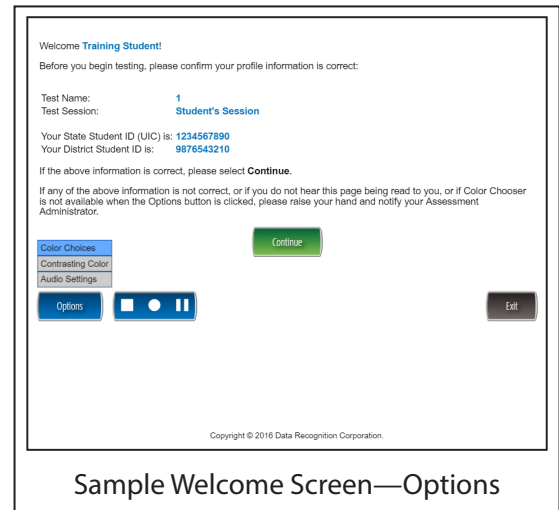 Welcome Training Student!
Before you begin testing, please confirm your profile information is correct:
Test Name: 1
Test Session: Student's Session
Your State Student ID (UIC) is: 1234567890
Your District Student ID is: 9876543210
If the above information is correct, please select Continue.
If any of the above information is not correct, or if you do not hear this page being read to you, or if Color Chooser
is not available when the Options button is clicked, please raise your hand and notify your Assessment
Administrator.
Continue
Color Choices
Contrasting Color
Audio Settings
Options
Exit
Copyright © 2016 Data Recognition Corporation.
Sample Welcome Screen—Options